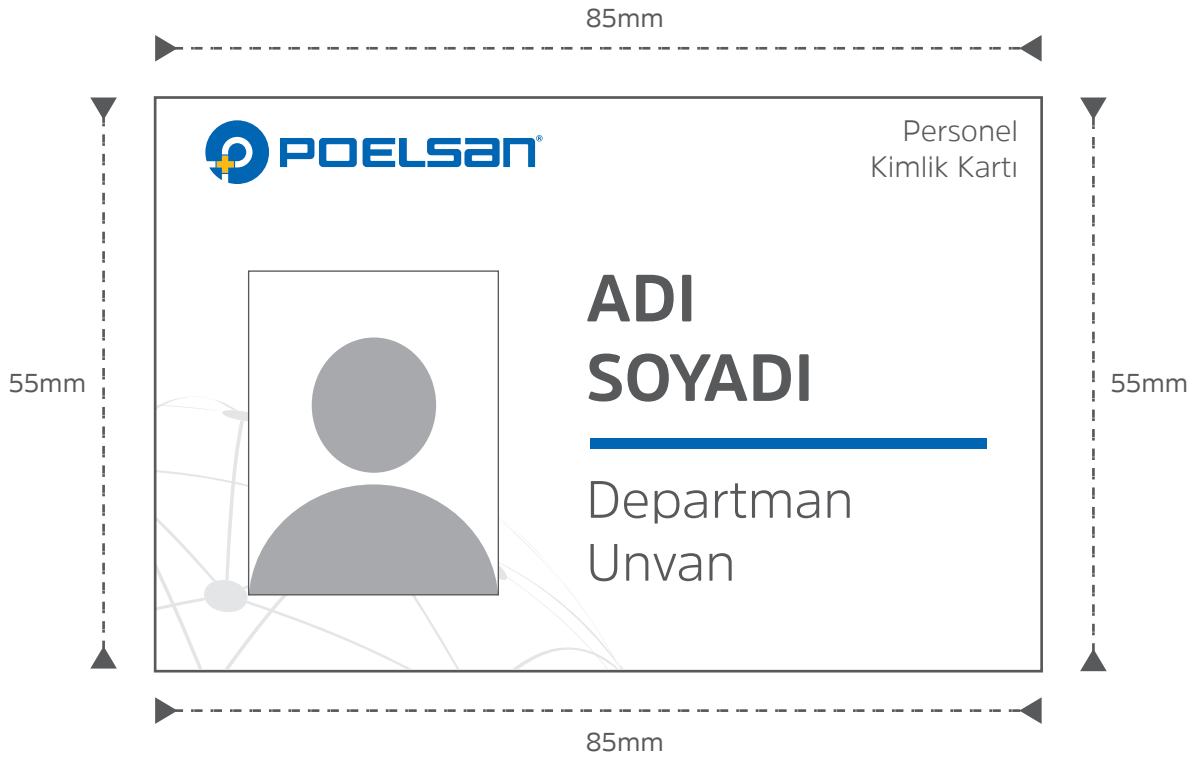 85mm
POELSAN®
Personel
Kimlik Kartı
ADI
SOYADI
55mm
55mm
Departman
Unvan
85mm